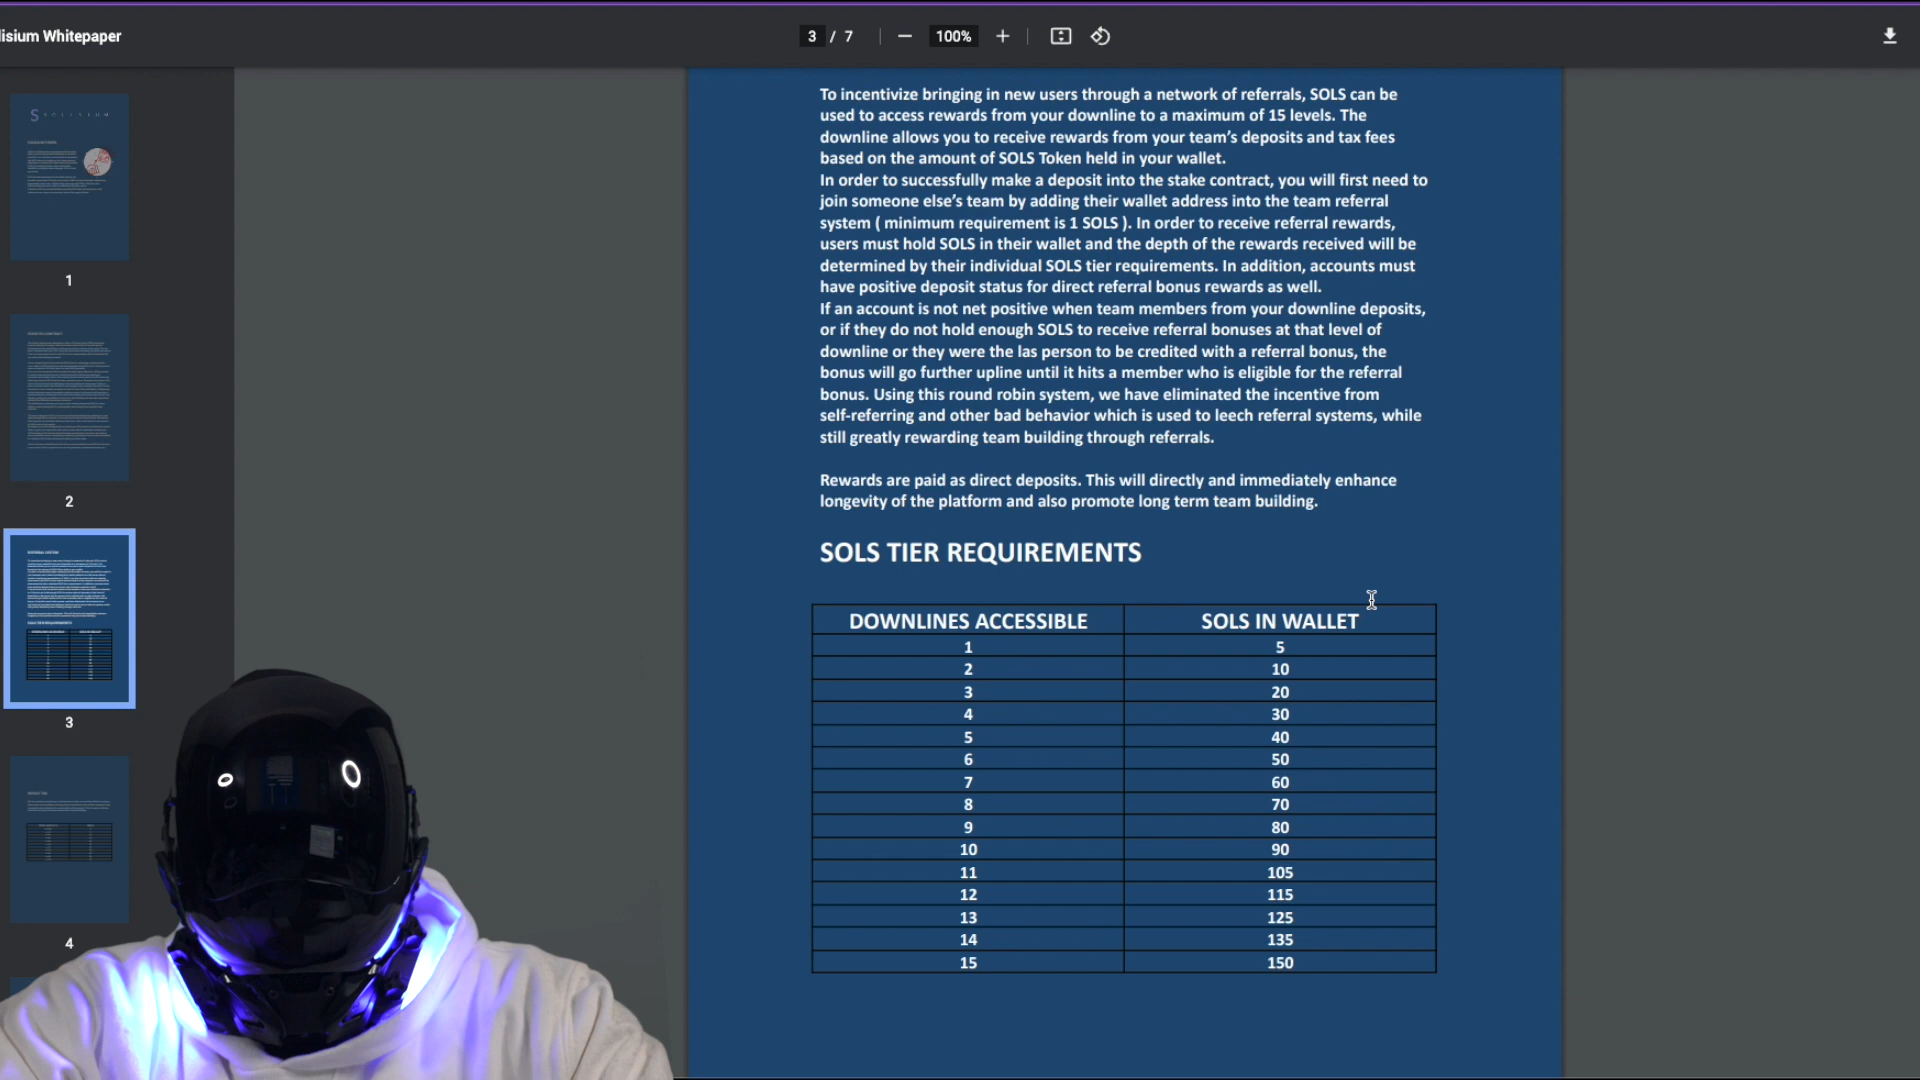 lisium Whitepaper
3 / 7
100%
To incentivize bringing in new users through a network of referrals, SOLS can be
used to access rewards from your downline to a maximum of 15 levels. The
downline allows you to receive rewards from your team's deposits and tax fees
based on the amount of SOLS Token held in your wallet.
In order to successfully make a deposit into the stake contract, you will first need to
join someone else's team by adding their wallet address into the team referral
system ( minimum requirement is 1 SOLS ). In order to receive referral rewards,
users must hold SOLS in their wallet and the depth of the rewards received will be
determined by their individual SOLS tier requirements. In addition, accounts must
have positive deposit status for direct referral bonus rewards as well.
If an account is not net positive when team members from your downline deposits,
or if they do not hold enough SOLS to receive referral bonuses at that level of
downline or they were the las person to be credited with a referral bonus, the
bonus will go further upline until it hits a member who is eligible for the referral
bonus. Using this round robin system, we have eliminated the incentive from
self-referring and other bad behavior which is used to leech referral systems, while
still greatly rewarding team building through referrals.
Rewards are paid as direct deposits. This will directly and immediately enhance
longevity of the platform and also promote long term team building.
SOLS TIER REQUIREMENTS
DOWNLINES ACCESSIBLE SOLS IN WALLET
1 5
2 10
3 20
4 30
5 40
6 50
7 60
8 70
9 80
10 90
11 105
12 115
13 125
14 135
15 150
1
2
3
4